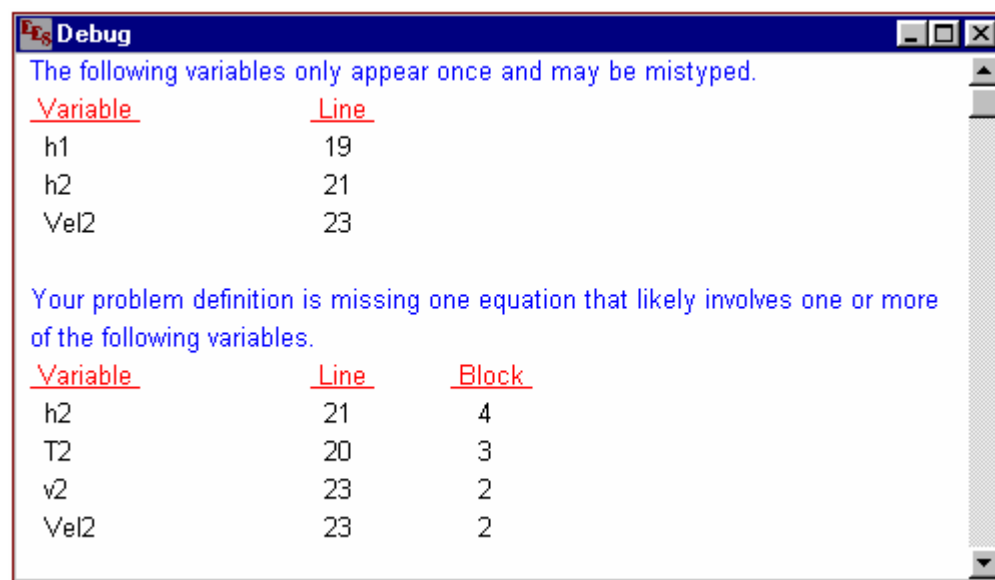 EES Debug
The following variables only appear once and may be mistyped.
Variable Line
h1 19
h2 21
Vel2 23
Your problem definition is missing one equation that likely involves one or more
of the following variables.
Variable Line Block
h2 21 4
T2 20 3
v2 23 2
Vel2 23 2